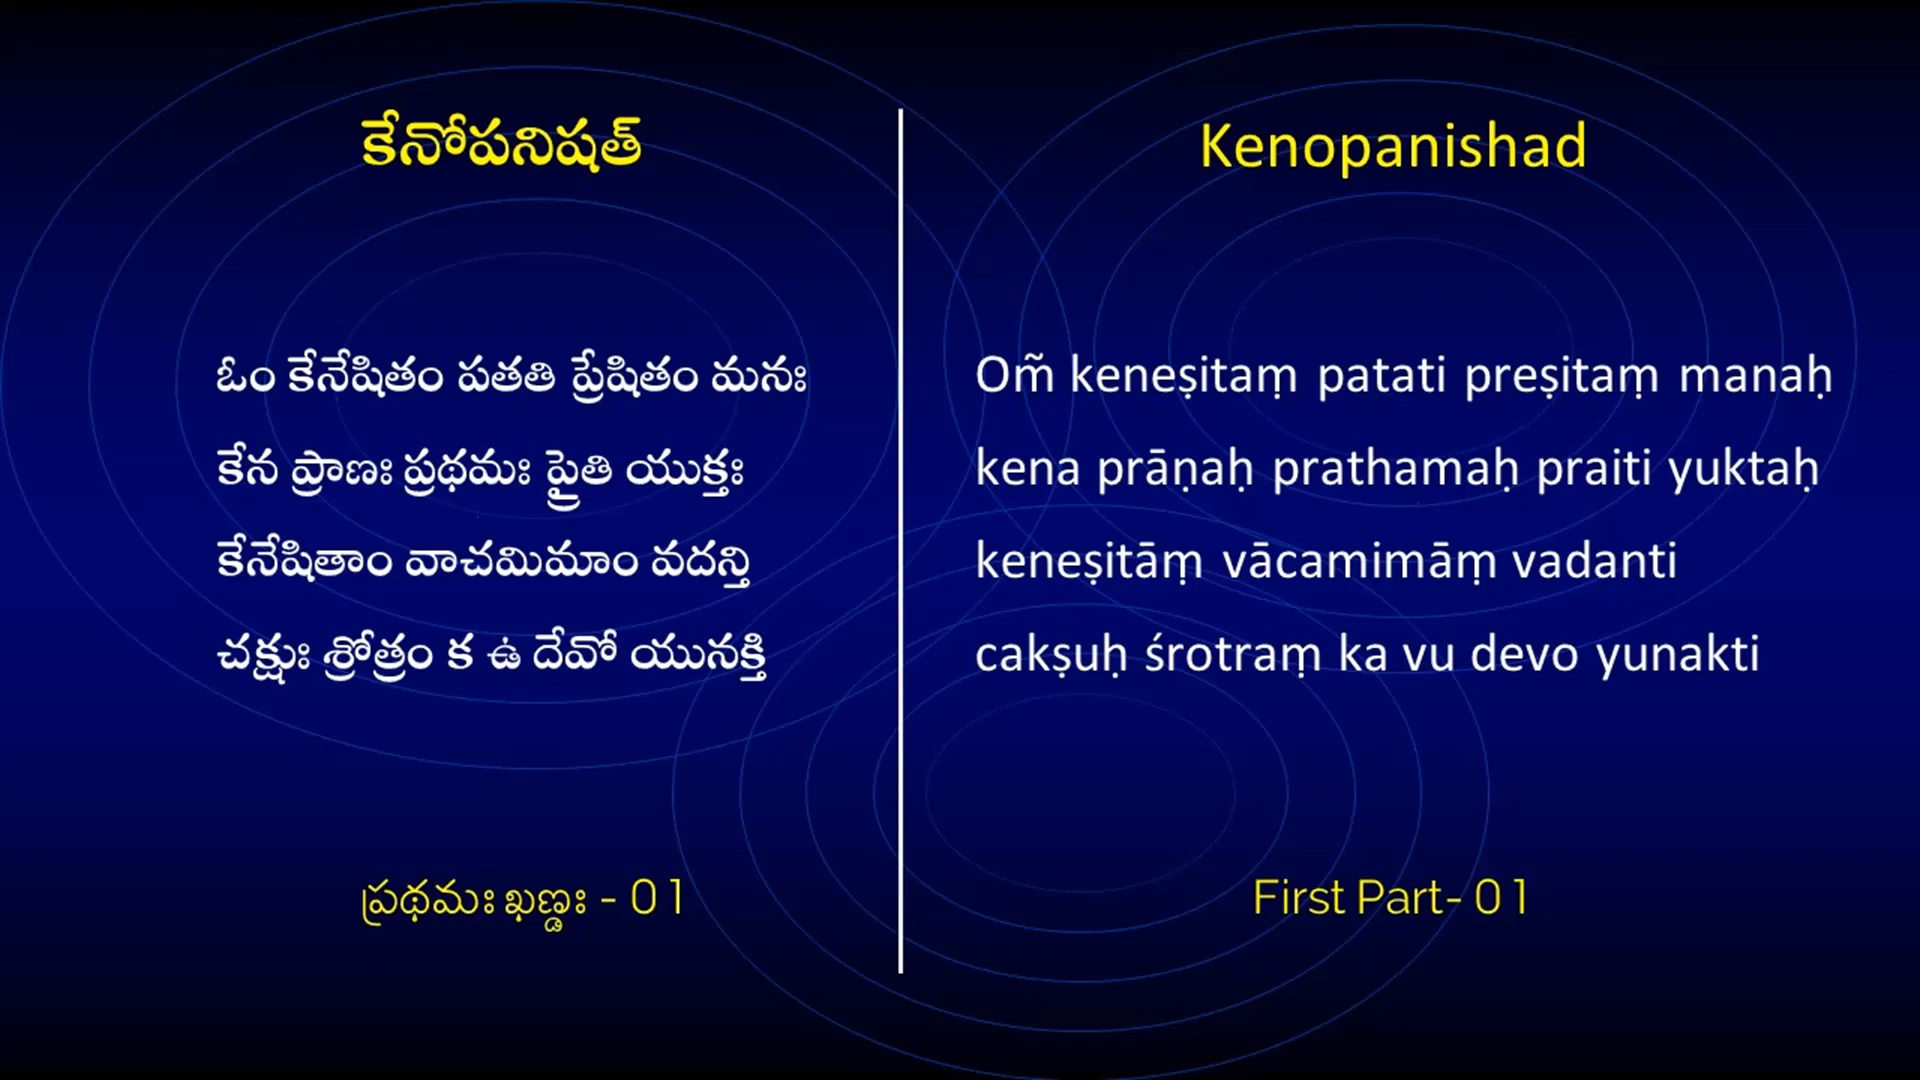 కేనోపనిషత్
ఓం కేనేషితం పతతి ప్రేషితం మనః
కేన ప్రాణః ప్రథమః ప్రైతి యుక్తః
కేనేషితాం వాచమిమాం వదన్తి
చక్షుః శ్రోత్రం క ఉ దేవో యునక్తి
ప్రథమః ఖణ్డః - 01
Kenopanishad
Om̃ keneṣitaṃ patati preṣitaṃ manaḥ
kena prāṇaḥ prathamaḥ praiti yuktaḥ
keneṣitāṃ vācamimāṃ vadanti
cakṣuḥ śrotraṃ ka vu devo yunakti
First Part- 01